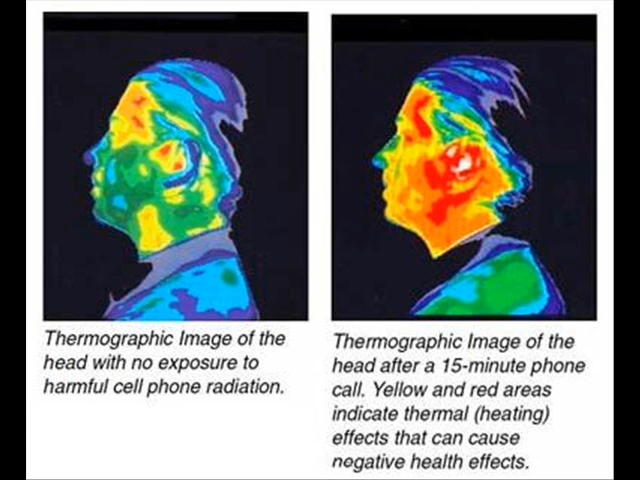 Thermographic Image of the
head with no exposure to
harmful cell phone radiation.
Thermographic Image of the
head after a 15-minute phone
call. Yellow and red areas
indicate thermal (heating)
effects that can cause
negative health effects.